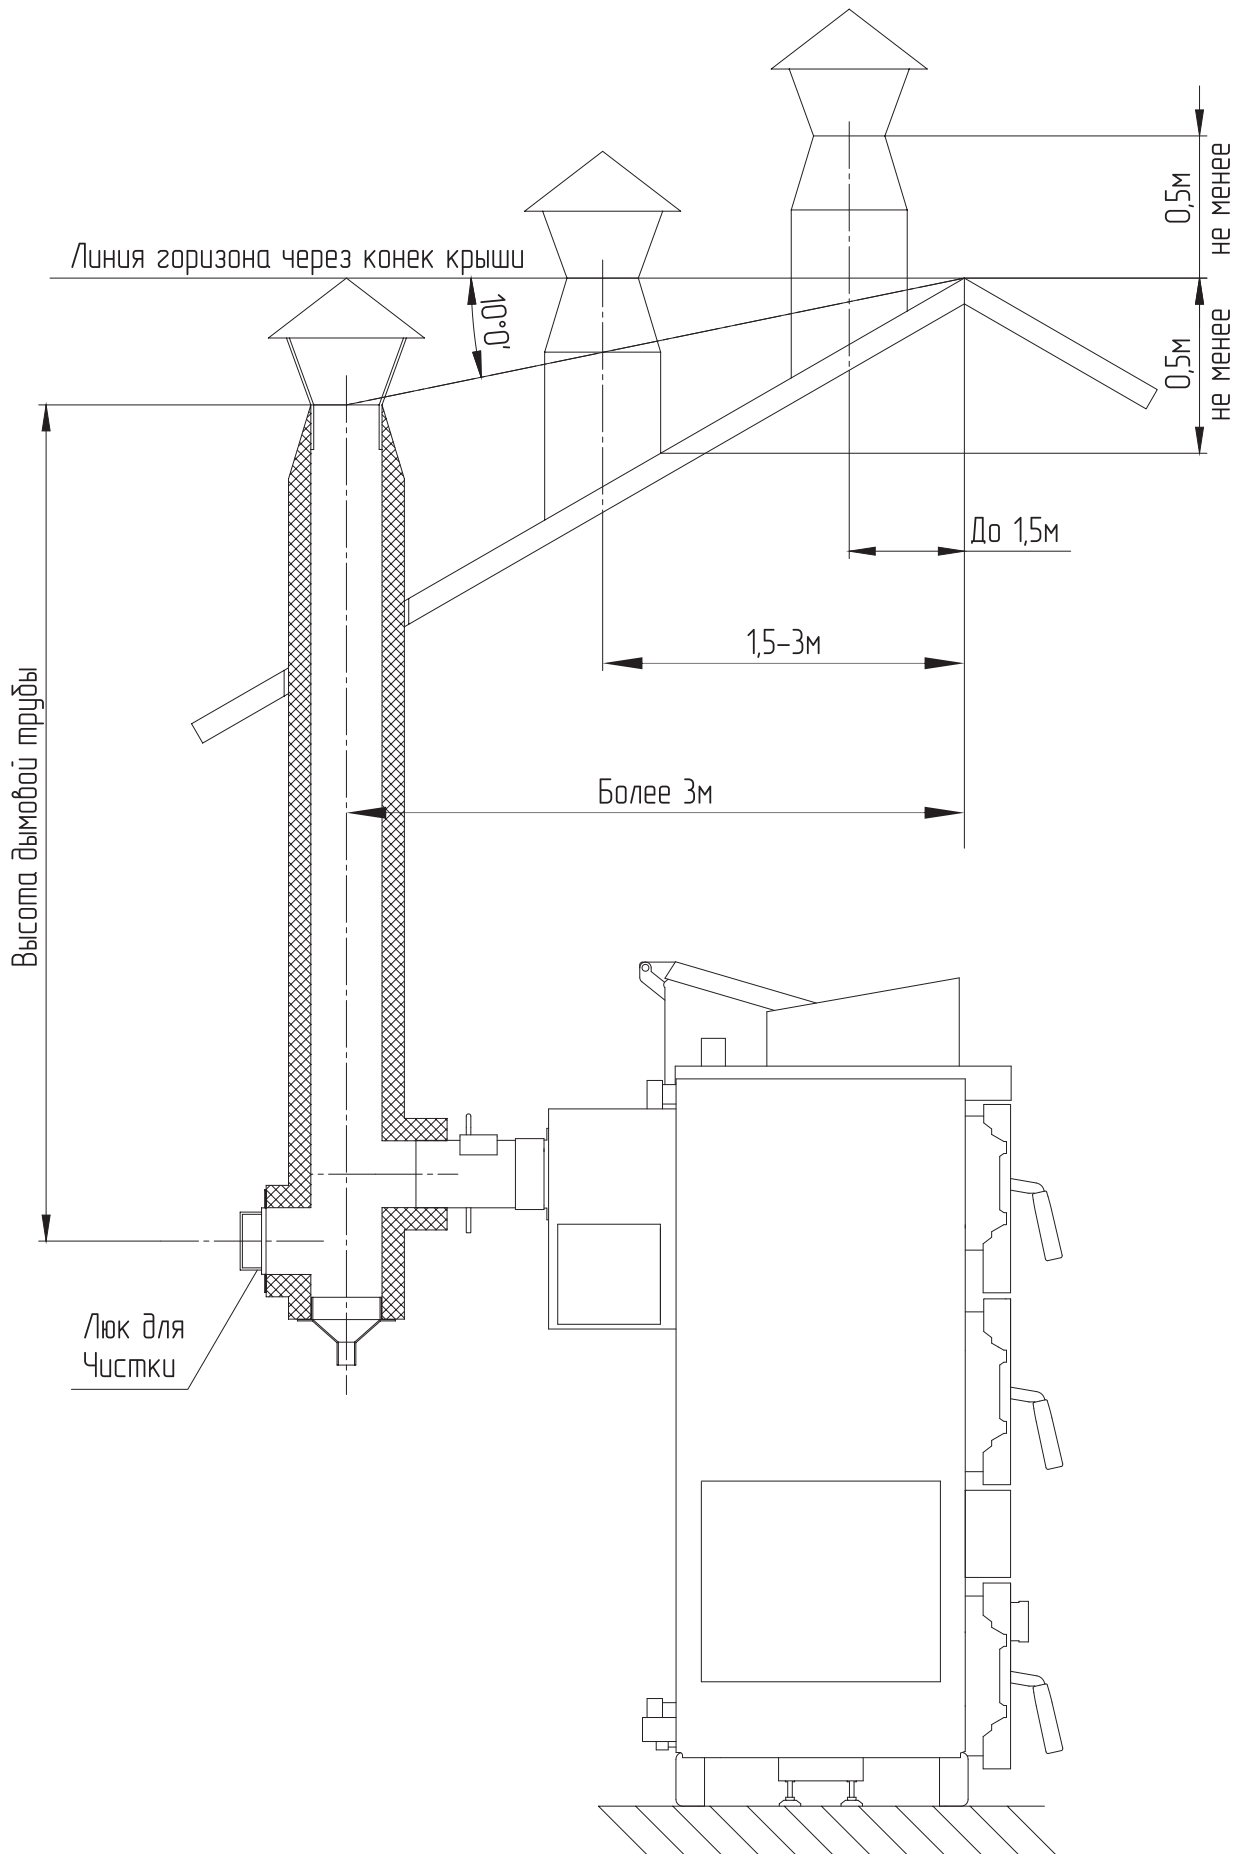 0,5м
не менее
Линия горизона через конек крыши
10°0'
0,5м
не менее
До 1,5м
1,5-3м
Более 3м
Высота дымовой трубы
Люк для
Чистки